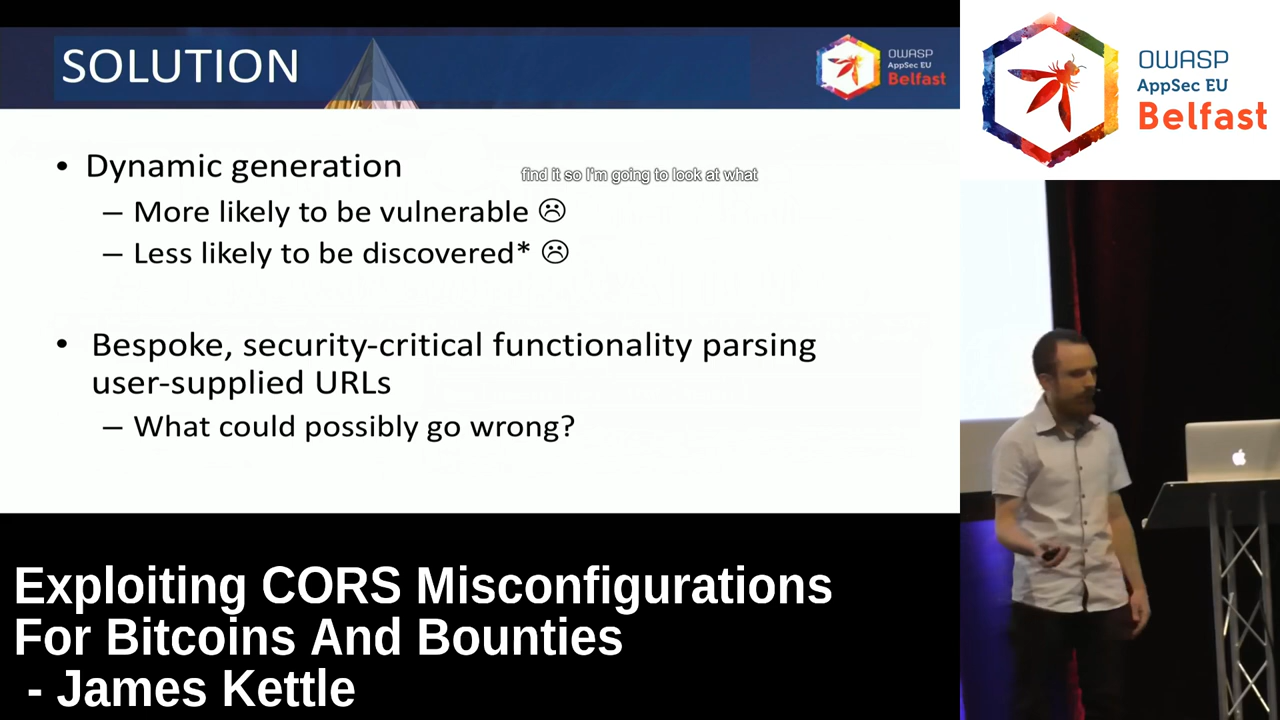 SOLUTION
OWASP
AppSec EU
Belfast
OWASP
AppSec EU
Belfast
• Dynamic generation
find it so I'm going to look at what
– More likely to be vulnerable ☹
– Less likely to be discovered* ☹
• Bespoke, security-critical functionality parsing
user-supplied URLs
– What could possibly go wrong?
Exploiting CORS Misconfigurations
For Bitcoins And Bounties
- James Kettle